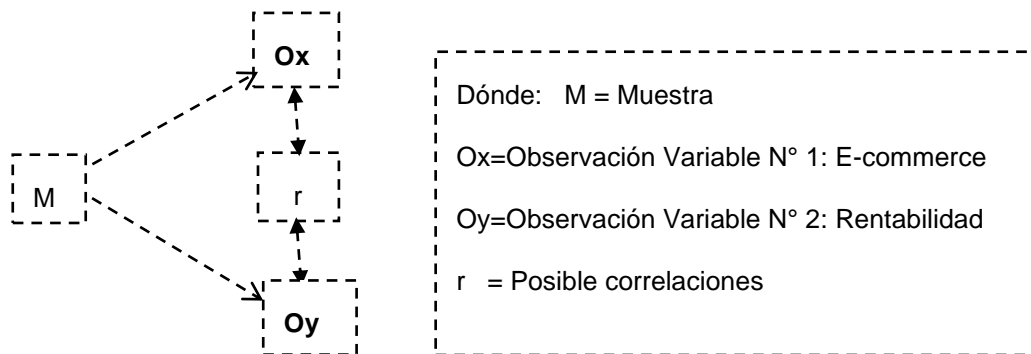 Ox
M
r
Oy
Dónde: M = Muestra
Ox=Observación Variable N° 1: E-commerce
Oy=Observación Variable N° 2: Rentabilidad
r = Posible correlaciones